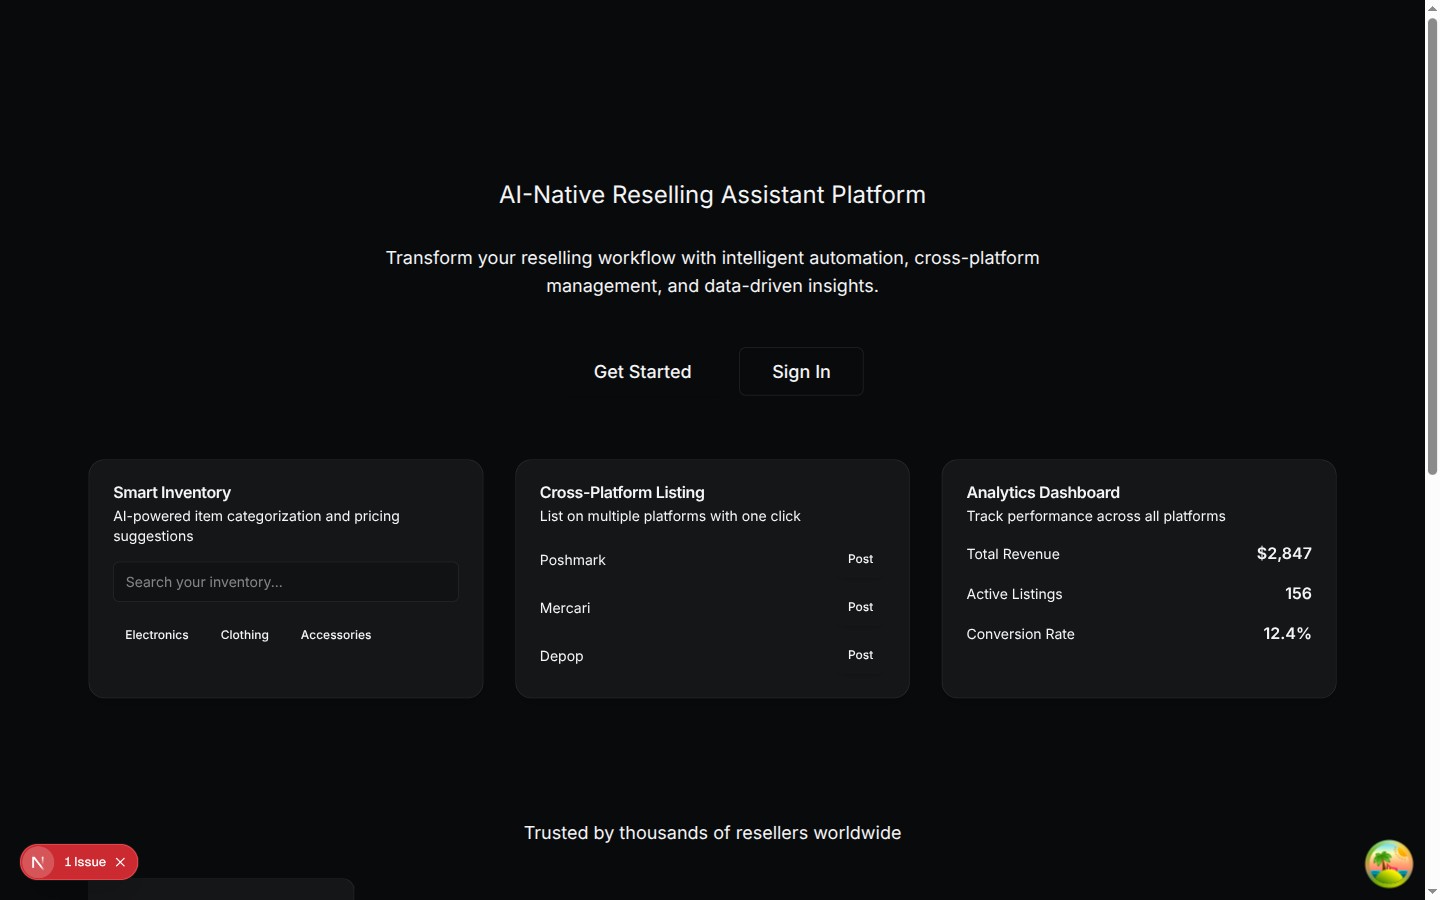 AI-Native Reselling Assistant Platform
Transform your reselling workflow with intelligent automation, cross-platform
management, and data-driven insights.
Get Started
Sign In
Smart Inventory
AI-powered item categorization and pricing
suggestions
Search your inventory...
Electronics
Clothing
Accessories
Cross-Platform Listing
List on multiple platforms with one click
Poshmark
Post
Mercari
Post
Depop
Post
Analytics Dashboard
Track performance across all platforms
Total Revenue
$2,847
Active Listings
156
Conversion Rate
12.4%
Trusted by thousands of resellers worldwide
N
1 Issue